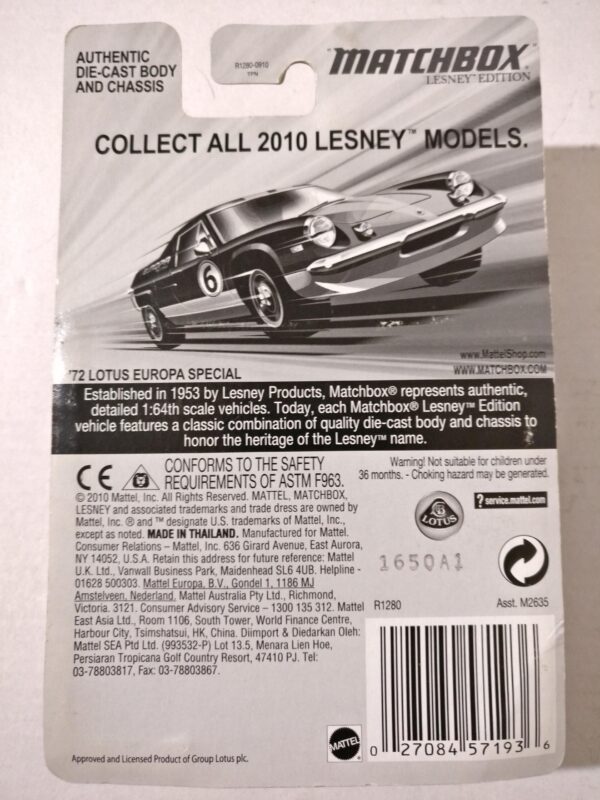 AUTHENTIC
DIE-CAST BODY
AND CHASSIS
R1280-0910
TPN
"MATCHBOX"
LESNEY™ EDITION
COLLECT ALL 2010 LESNEY™ MODELS.
6
www.MattelShop.com
WWW.MATCHBOX.COM
'72 LOTUS EUROPA SPECIAL
Established in 1953 by Lesney Products, Matchbox® represents authentic,
detailed 1:64th scale vehicles. Today, each Matchbox® Lesney™ Edition
vehicle features a classic combination of quality die-cast body and chassis to
honor the heritage of the Lesney™ name.
CE
CONFORMS TO THE SAFETY
REQUIREMENTS OF ASTM F963.
© 2010 Mattel, Inc. All Rights Reserved. MATTEL, MATCHBOX,
LESNEY and associated trademarks and trade dress are owned by
Mattel, Inc. ® and ™ designate U.S. trademarks of Mattel, Inc.,
except as noted. MADE IN THAILAND. Manufactured for Mattel.
Consumer Relations – Mattel, Inc. 636 Girard Avenue, East Aurora,
NY 14052, U.S.A. Retain this address for future reference: Mattel
U.K. Ltd., Vanwall Business Park, Maidenhead SL6 4UB. Helpline -
01628 500303. Mattel Europa, B.V., Gondel 1, 1186 MJ
Amstelveen, Nederland. Mattel Australia Pty Ltd., Richmond,
Victoria. 3121. Consumer Advisory Service – 1300 135 312. Mattel
East Asia Ltd., Room 1106, South Tower, World Finance Centre,
Harbour City, Tsimshatsui, HK, China. Diimport & Diedarkan Oleh:
Mattel SEA Ptd Ltd. (993532-P) Lot 13.5, Menara Lien Hoe,
Persiaran Tropicana Golf Country Resort, 47410 PJ. Tel:
03-78803817, Fax: 03-78803867.
Warning! Not suitable for children under
36 months. - Choking hazard may be generated.
LOTUS
? service.mattel.com
1650A1
R1280
Asst. M2635
MATTEL
0 27084 57193 6
Approved and Licensed Product of Group Lotus plc.